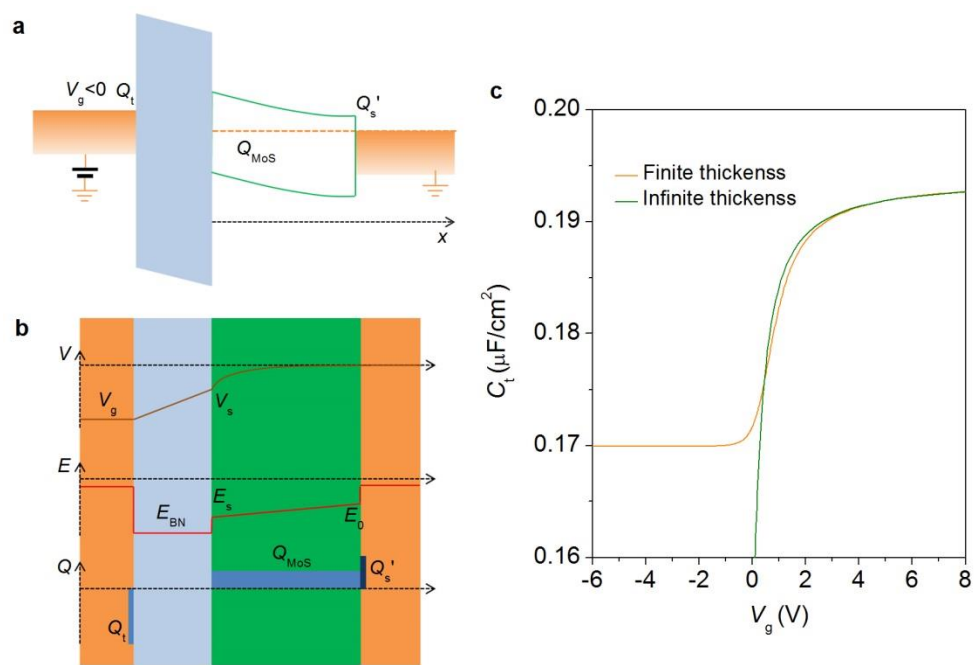 a
V_g<0 Q_t
Q_s'
Q_MoS
x
b
V
V_g
V_s
E
E_BN
E_s
E_0
Q
Q_MoS
Q_s'
Q_t
c
0.20
0.19
0.18
0.17
0.16
C_t (μF/cm²)
Finite thickenss
Infinite thickenss
-6 -4 -2 0 2 4 6 8
V_g (V)